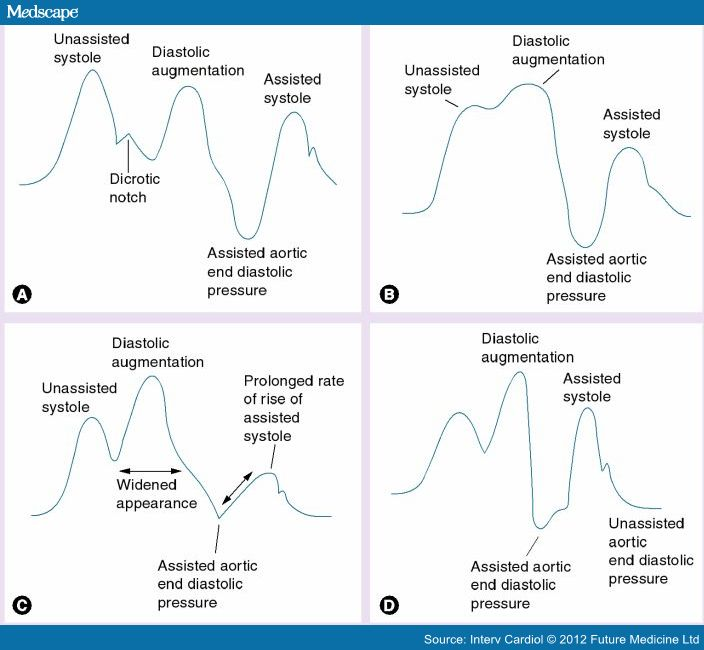 Medscape
Unassisted
systole
Diastolic
augmentation
Assisted
systole
Dicrotic
notch
Assisted aortic
end diastolic
pressure
A
Unassisted
systole
Diastolic
augmentation
Assisted
systole
Assisted aortic
end diastolic
pressure
B
Unassisted
systole
Diastolic
augmentation
Prolonged rate
of rise of
assisted
systole
Widened
appearance
Assisted aortic
end diastolic
pressure
C
Diastolic
augmentation
Assisted
systole
Assisted aortic
end diastolic
pressure
Unassisted
aortic
end diastolic
pressure
D
Source: Interv Cardiol © 2012 Future Medicine Ltd